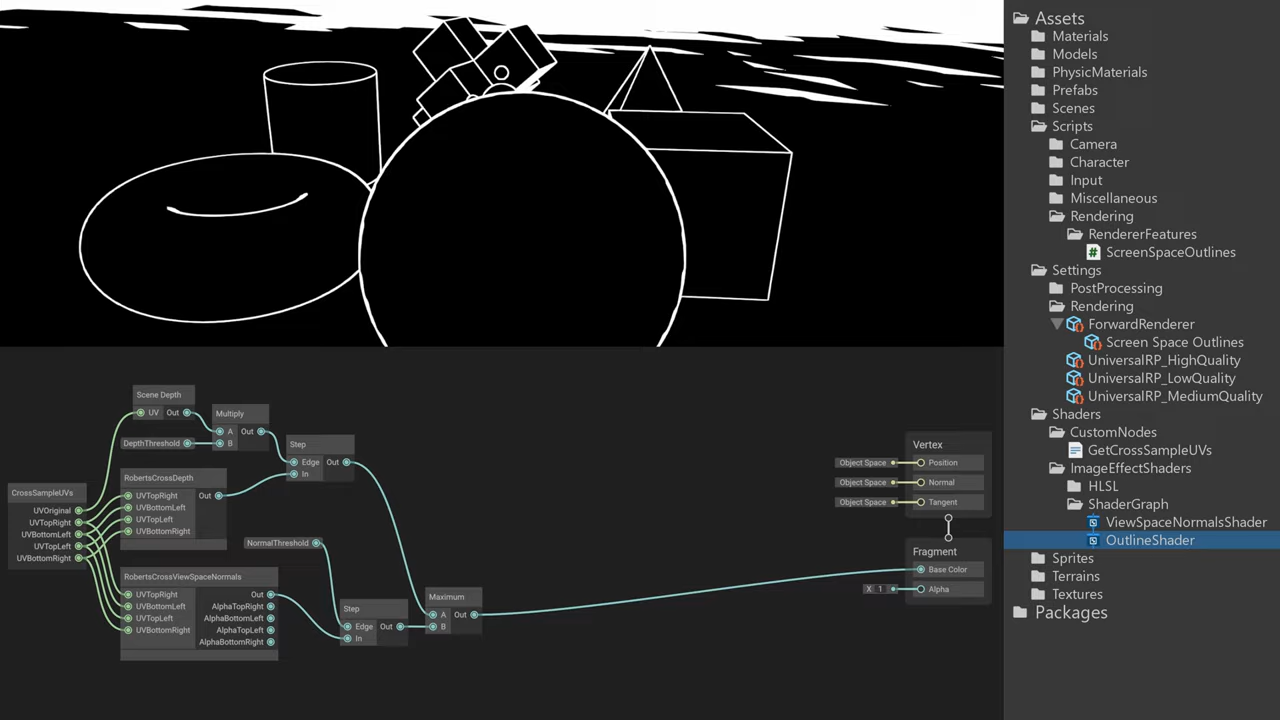 Assets
Materials
Models
PhysicMaterials
Prefabs
Scenes
Scripts
Camera
Character
Input
Miscellaneous
Rendering
RendererFeatures
ScreenSpaceOutlines
Settings
PostProcessing
Rendering
ForwardRenderer
Screen Space Outlines
UniversalRP_HighQuality
UniversalRP_LowQuality
UniversalRP_MediumQuality
Shaders
CustomNodes
GetCrossSampleUVs
ImageEffectShaders
HLSL
ShaderGraph
ViewSpaceNormalsShader
OutlineShader
Sprites
Terrains
Textures
Packages
Scene Depth
UV Out
Multiply
A Out
B
DepthThreshold
Step
Edge Out
In
RobertsCrossDepth
UVTopRight Out
UVBottomLeft
UVTopLeft
UVBottomRight
CrossSampleUVs
UVOriginal
UVTopRight
UVBottomLeft
UVTopLeft
UVBottomRight
NormalThreshold
RobertsCrossViewSpaceNormals
UVTopRight Out
UVBottomLeft AlphaTopRight
UVTopLeft AlphaBottomLeft
UVBottomRight AlphaTopLeft
AlphaBottomRight
Step
Edge Out
In
Maximum
A Out
B
Vertex
Object Space Position
Object Space Normal
Object Space Tangent
Fragment
Base Color
X 1 Alpha